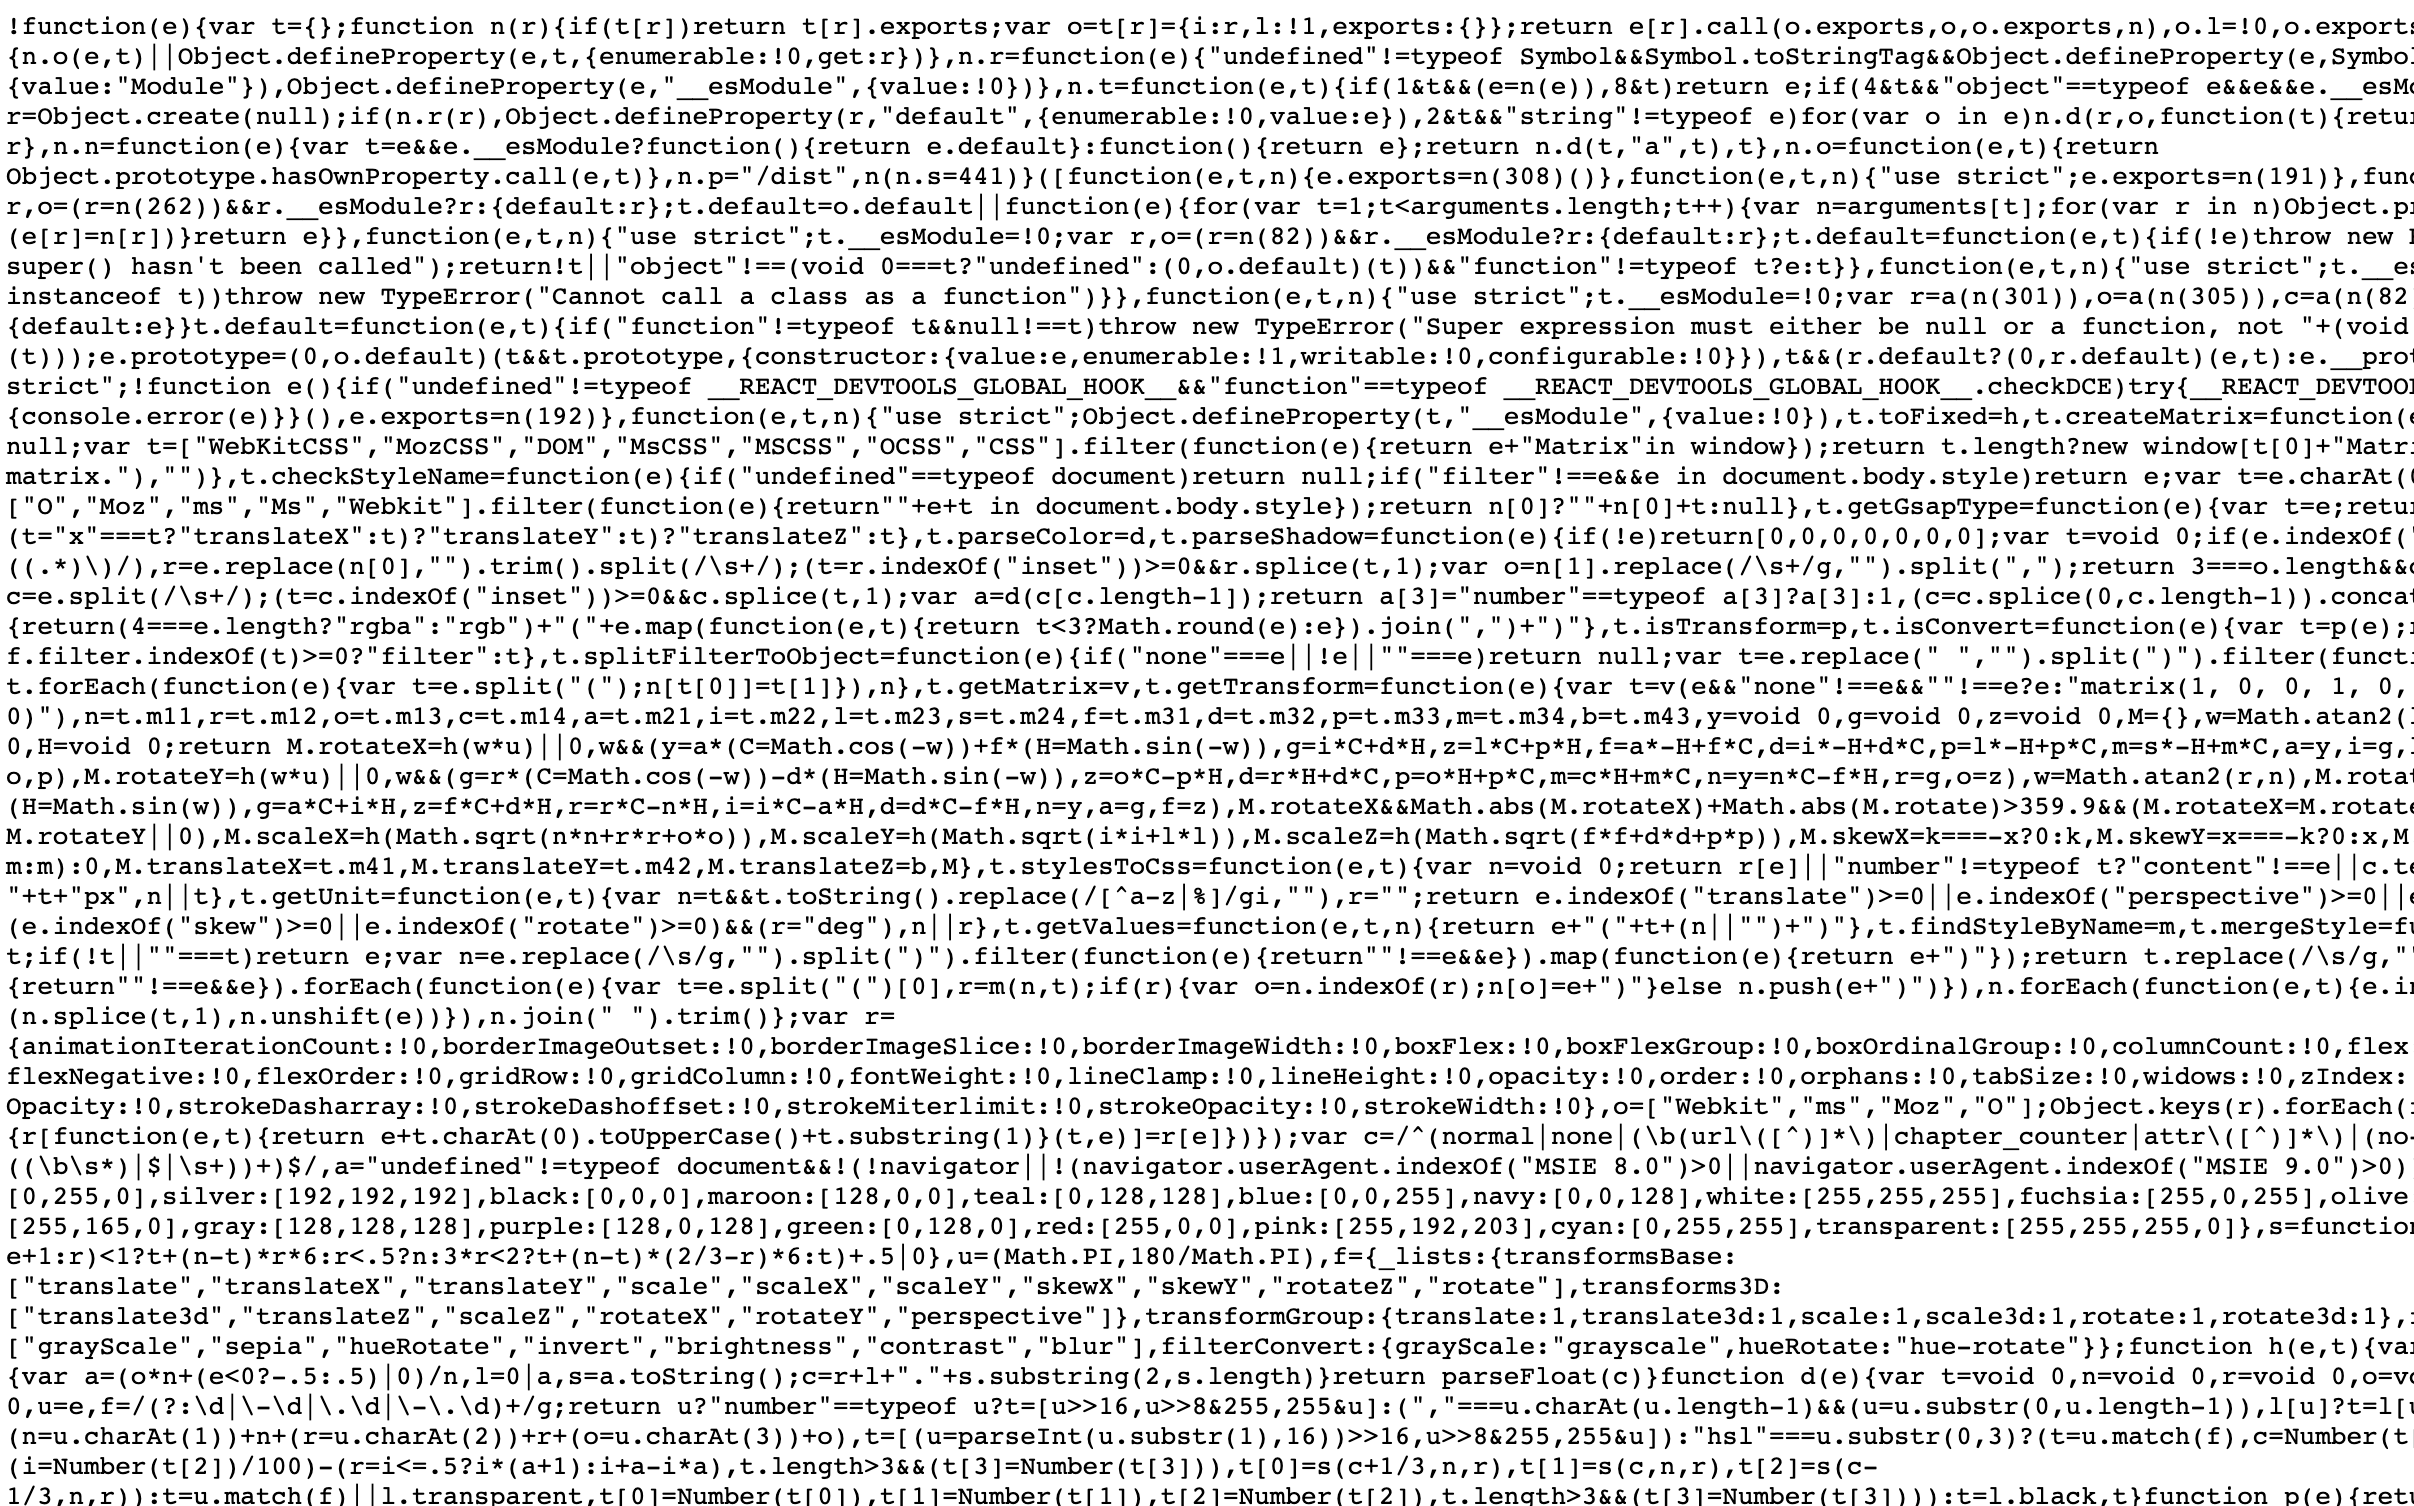 !function(e){var t={};function n(r){if(t[r])return t[r].exports;var o=t[r]={i:r,l:!1,exports:{}};return e[r].call(o.exports,o,o.exports,n),o.l=!0,o.exports
{n.o(e,t)||Object.defineProperty(e,t,{enumerable:!0,get:r})},n.r=function(e){"undefined"!=typeof Symbol&&Symbol.toStringTag&&Object.defineProperty(e,Symbol
{value:"Module"}),Object.defineProperty(e,"__esModule",{value:!0})},n.t=function(e,t){if(1&t&&(e=n(e)),8&t)return e;if(4&t&&"object"==typeof e&&e&&e.__esMo
r=Object.create(null);if(n.r(r),Object.defineProperty(r,"default",{enumerable:!0,value:e}),2&t&&"string"!=typeof e)for(var o in e)n.d(r,o,function(t){retur
r},n.n=function(e){var t=e&&e.__esModule?function(){return e.default}:function(){return e};return n.d(t,"a",t),t},n.o=function(e,t){return
Object.prototype.hasOwnProperty.call(e,t)},n.p="/dist",n(n.s=441)}([function(e,t,n){e.exports=n(308)()},function(e,t,n){"use strict";e.exports=n(191)},func
r,o=(r=n(262))&&r.__esModule?r:{default:r};t.default=o.default||function(e){for(var t=1;t<arguments.length;t++){var n=arguments[t];for(var r in n)Object.pr
(e[r]=n[r])}return e}},function(e,t,n){"use strict";t.__esModule=!0;var r,o=(r=n(82))&&r.__esModule?r:{default:r};t.default=function(e,t){if(!e)throw new
super() hasn't been called");return!t||"object"!==(void 0===t?"undefined":(0,o.default)(t))&&"function"!=typeof t?e:t}},function(e,t,n){"use strict";t.__es
instanceof t))throw new TypeError("Cannot call a class as a function")}},function(e,t,n){"use strict";t.__esModule=!0;var r=a(n(301)),o=a(n(305)),c=a(n(82
{default:e}}t.default=function(e,t){if("function"!=typeof t&&null!==t)throw new TypeError("Super expression must either be null or a function, not "+(void
(t)));e.prototype=(0,o.default)(t&&t.prototype,{constructor:{value:e,enumerable:!1,writable:!0,configurable:!0}}),t&&(r.default?(0,r.default)(e,t):e.__prot
strict";!function e(){if("undefined"!=typeof __REACT_DEVTOOLS_GLOBAL_HOOK__&&"function"==typeof __REACT_DEVTOOLS_GLOBAL_HOOK__.checkDCE)try{__REACT_DEVTOOL
{console.error(e)}}(),e.exports=n(192)},function(e,t,n){"use strict";Object.defineProperty(t,"__esModule",{value:!0}),t.toFixed=h,t.createMatrix=function(e
null;var t=["WebKitCSS","MozCSS","DOM","MsCSS","MSCSS","OCSS","CSS"].filter(function(e){return e+"Matrix"in window});return t.length?new window[t[0]+"Matri
matrix."),"")},t.checkStyleName=function(e){if("undefined"==typeof document)return null;if("filter"!==e&&e in document.body.style)return e;var t=e.charAt(0
["O","Moz","ms","Ms","Webkit"].filter(function(e){return""+e+t in document.body.style});return n[0]?""+n[0]+t:null},t.getGsapType=function(e){var t=e;retur
(t="x"===t?"translateX":t)?"translateY":t)?"translateZ":t},t.parseColor=d,t.parseShadow=function(e){if(!e)return[0,0,0,0,0,0,0];var t=void 0;if(e.indexOf("
((.*)\)/),r=e.replace(n[0],"").trim().split(/\s+/);(t=r.indexOf("inset"))>=0&&r.splice(t,1);var o=n[1].replace(/\s+/g,"").split(",");return 3===o.length&&o
c=e.split(/\s+/);(t=c.indexOf("inset"))>=0&&c.splice(t,1);var a=d(c[c.length-1]);return a[3]="number"==typeof a[3]?a[3]:1,(c=c.splice(0,c.length-1)).concat
{return(4===e.length?"rgba":"rgb")+"("+e.map(function(e,t){return t<3?Math.round(e):e}).join(",")+")"},t.isTransform=p,t.isConvert=function(e){var t=p(e);r
f.filter.indexOf(t)>=0?"filter":t},t.splitFilterToObject=function(e){if("none"===e||!e||""===e)return null;var t=e.replace(" ","").split(")").filter(functi
t.forEach(function(e){var t=e.split("(");n[t[0]]=t[1]}),n},t.getMatrix=v,t.getTransform=function(e){var t=v(e&&"none"!==e&&""!==e?e:"matrix(1, 0, 0, 1, 0,
0)"),n=t.m11,r=t.m12,o=t.m13,c=t.m14,a=t.m21,i=t.m22,l=t.m23,s=t.m24,f=t.m31,d=t.m32,p=t.m33,m=t.m34,b=t.m43,y=void 0,g=void 0,z=void 0,M={},w=Math.atan2(l
0,H=void 0;return M.rotateX=h(w*u)||0,w&&(y=a*(C=Math.cos(-w))+f*(H=Math.sin(-w)),g=i*C+d*H,z=l*C+p*H,f=a*-H+f*C,d=i*-H+d*C,p=l*-H+p*C,m=s*-H+m*C,a=y,i=g,l
o,p),M.rotateY=h(w*u)||0,w&&(g=r*(C=Math.cos(-w))-d*(H=Math.sin(-w)),z=o*C-p*H,d=r*H+d*C,p=o*H+p*C,m=c*H+m*C,n=y=n*C-f*H,r=g,o=z),w=Math.atan2(r,n),M.rotat
(H=Math.sin(w)),g=a*C+i*H,z=f*C+d*H,r=r*C-n*H,i=i*C-a*H,d=d*C-f*H,n=y,a=g,f=z),M.rotateX&&Math.abs(M.rotateX)+Math.abs(M.rotate)>359.9&&(M.rotateX=M.rotate
M.rotateY||0),M.scaleX=h(Math.sqrt(n*n+r*r+o*o)),M.scaleY=h(Math.sqrt(i*i+l*l)),M.scaleZ=h(Math.sqrt(f*f+d*d+p*p)),M.skewX=k===-x?0:k,M.skewY=x===-k?0:x,M
m:m):0,M.translateX=t.m41,M.translateY=t.m42,M.translateZ=b,M},t.stylesToCss=function(e,t){var n=void 0;return r[e]||"number"!=typeof t?"content"!==e||c.te
"+t+"px",n||t},t.getUnit=function(e,t){var n=t&&t.toString().replace(/[^a-z|%]/gi,""),r="";return e.indexOf("translate")>=0||e.indexOf("perspective")>=0||e
(e.indexOf("skew")>=0||e.indexOf("rotate")>=0)&&(r="deg"),n||r},t.getValues=function(e,t,n){return e+"("+t+(n||"")+")"},t.findStyleByName=m,t.mergeStyle=fu
t;if(!t||""===t)return e;var n=e.replace(/\s/g,"").split(")").filter(function(e){return""!==e&&e}).map(function(e){return e+")"});return t.replace(/\s/g,""
{return""!==e&&e}).forEach(function(e){var t=e.split("(")[0],r=m(n,t);if(r){var o=n.indexOf(r);n[o]=e+")"}else n.push(e+")")}),n.forEach(function(e,t){e.in
(n.splice(t,1),n.unshift(e))}),n.join(" ").trim()};var r=
{animationIterationCount:!0,borderImageOutset:!0,borderImageSlice:!0,borderImageWidth:!0,boxFlex:!0,boxFlexGroup:!0,boxOrdinalGroup:!0,columnCount:!0,flex
flexNegative:!0,flexOrder:!0,gridRow:!0,gridColumn:!0,fontWeight:!0,lineClamp:!0,lineHeight:!0,opacity:!0,order:!0,orphans:!0,tabSize:!0,widows:!0,zIndex:
Opacity:!0,strokeDasharray:!0,strokeDashoffset:!0,strokeMiterlimit:!0,strokeOpacity:!0,strokeWidth:!0},o=["Webkit","ms","Moz","O"];Object.keys(r).forEach(
{r[function(e,t){return e+t.charAt(0).toUpperCase()+t.substring(1)}(t,e)]=r[e]})});var c=/^(normal|none|(\b(url\([^)]*\)|chapter_counter|attr\([^)]*\)|(no-
((\b\s*)|$|\s+))+)$/,a="undefined"!=typeof document&&!(!navigator||!(navigator.userAgent.indexOf("MSIE 8.0")>0||navigator.userAgent.indexOf("MSIE 9.0")>0)
[0,255,0],silver:[192,192,192],black:[0,0,0],maroon:[128,0,0],teal:[0,128,128],blue:[0,0,255],navy:[0,0,128],white:[255,255,255],fuchsia:[255,0,255],olive
[255,165,0],gray:[128,128,128],purple:[128,0,128],green:[0,128,0],red:[255,0,0],pink:[255,192,203],cyan:[0,255,255],transparent:[255,255,255,0]},s=function
e+1:r)<1?t+(n-t)*r*6:r<.5?n:3*r<2?t+(n-t)*(2/3-r)*6:t)+.5|0},u=(Math.PI,180/Math.PI),f={_lists:{transformsBase:
["translate","translateX","translateY","scale","scaleX","scaleY","skewX","skewY","rotateZ","rotate"],transforms3D:
["translate3d","translateZ","scaleZ","rotateX","rotateY","perspective"]},transformGroup:{translate:1,translate3d:1,scale:1,scale3d:1,rotate:1,rotate3d:1},
["grayScale","sepia","hueRotate","invert","brightness","contrast","blur"],filterConvert:{grayScale:"grayscale",hueRotate:"hue-rotate"}};function h(e,t){var
{var a=(o*n+(e<0?-.5:.5)|0)/n,l=0|a,s=a.toString();c=r+l+"."+s.substring(2,s.length)}return parseFloat(c)}function d(e){var t=void 0,n=void 0,r=void 0,o=vo
0,u=e,f=/(?:\d|\-\d|\.\d|\-\.\d)+/g;return u?"number"==typeof u?t=[u>>16,u>>8&255,255&u]:(","===u.charAt(u.length-1)&&(u=u.substr(0,u.length-1)),l[u]?t=l[u
(n=u.charAt(1))+n+(r=u.charAt(2))+r+(o=u.charAt(3))+o),t=[(u=parseInt(u.substr(1),16))>>16,u>>8&255,255&u]):"hsl"===u.substr(0,3)?(t=u.match(f),c=Number(t[
(i=Number(t[2])/100)-(r=i<=.5?i*(a+1):i+a-i*a),t.length>3&&(t[3]=Number(t[3])),t[0]=s(c+1/3,n,r),t[1]=s(c,n,r),t[2]=s(c-
1/3,n,r)):t=u.match(f)||l.transparent,t[0]=Number(t[0]),t[1]=Number(t[1]),t[2]=Number(t[2]),t.length>3&&(t[3]=Number(t[3]))):t=l.black,t}function p(e){retu